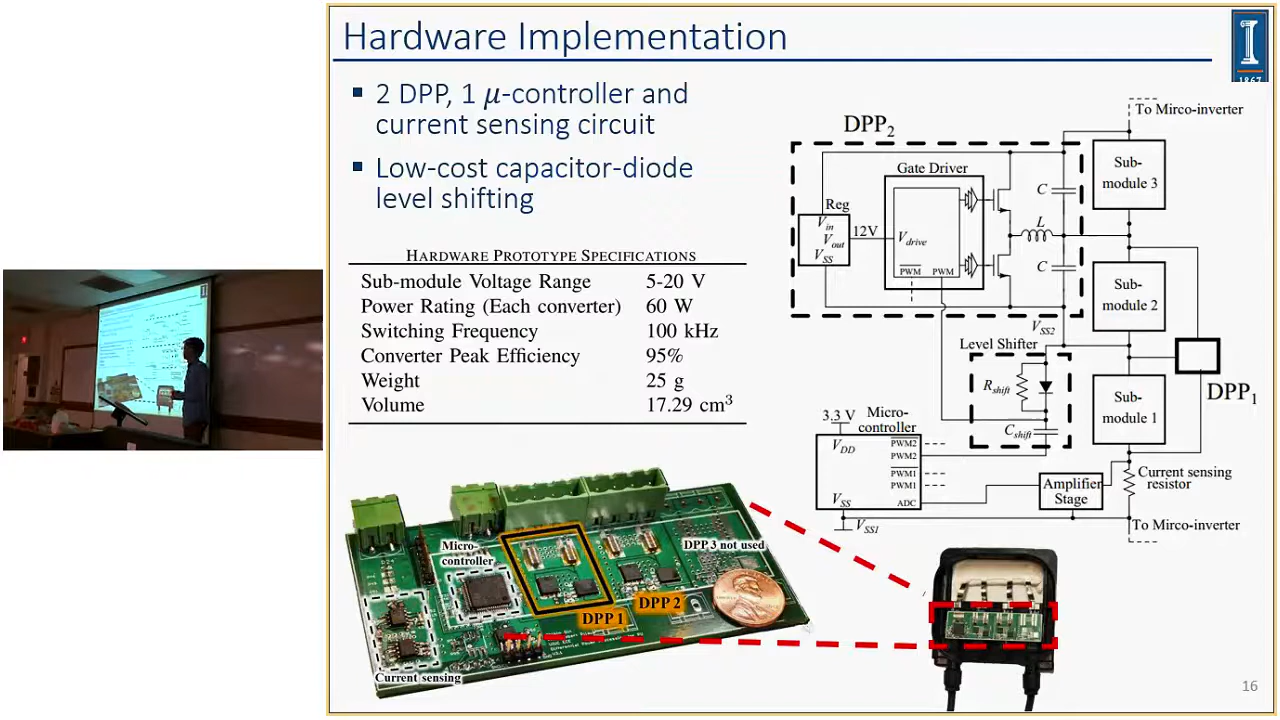 Hardware Implementation
1867
▪ 2 DPP, 1 μ-controller and
current sensing circuit
▪ Low-cost capacitor-diode
level shifting
HARDWARE PROTOTYPE SPECIFICATIONS
Sub-module Voltage Range 5-20 V
Power Rating (Each converter) 60 W
Switching Frequency 100 kHz
Converter Peak Efficiency 95%
Weight 25 g
Volume 17.29 cm³
DPP₂
To Mirco-inverter
Gate Driver
Reg
V_in
V_out
V_SS
12V
V_drive
PWM PWM
C
L
C
V_SS2
Sub-
module 3
Sub-
module 2
Sub-
module 1
DPP₁
Level Shifter
R_shift
C_shift
3.3 V
Micro-
controller
V_DD
PWM2
PWM2
PWM1
PWM1
ADC
V_SS
V_SS1
Amplifier
Stage
Current sensing
resistor
To Mirco-inverter
Micro-
controller
DPP 3 not used
DPP 1
DPP 2
Current sensing
16